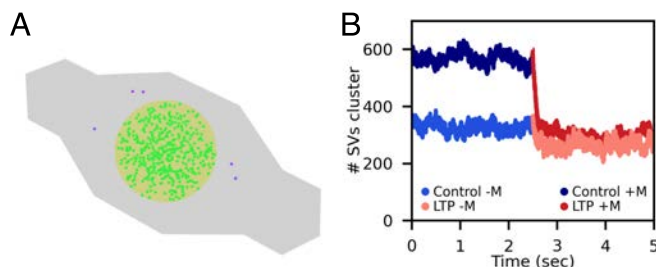 A
B
# SVs cluster
600
400
200
0
Control -M
Control +M
LTP -M
LTP +M
0 1 2 3 4 5
Time (sec)